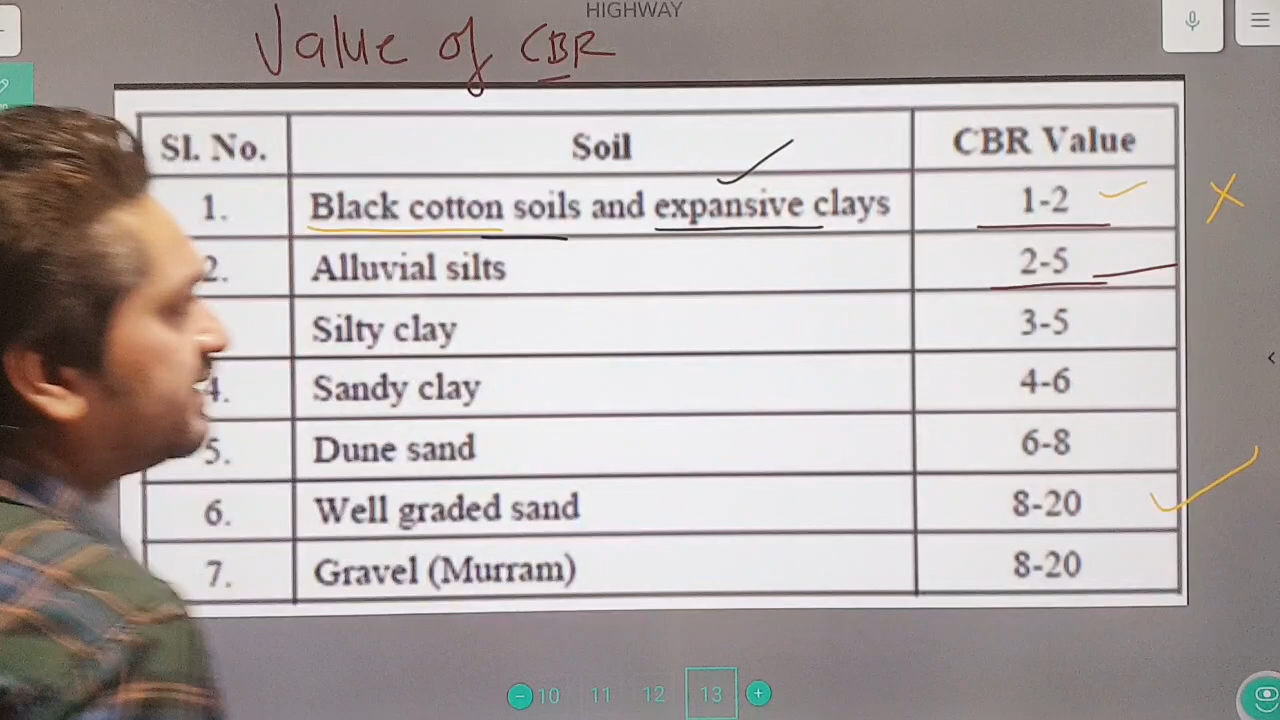 HIGHWAY
Value of CBR
Sl. No. Soil CBR Value
1. Black cotton soils and expansive clays 1-2
2. Alluvial silts 2-5
Silty clay 3-5
4. Sandy clay 4-6
5. Dune sand 6-8
6. Well graded sand 8-20
7. Gravel (Murram) 8-20
10 11 12 13